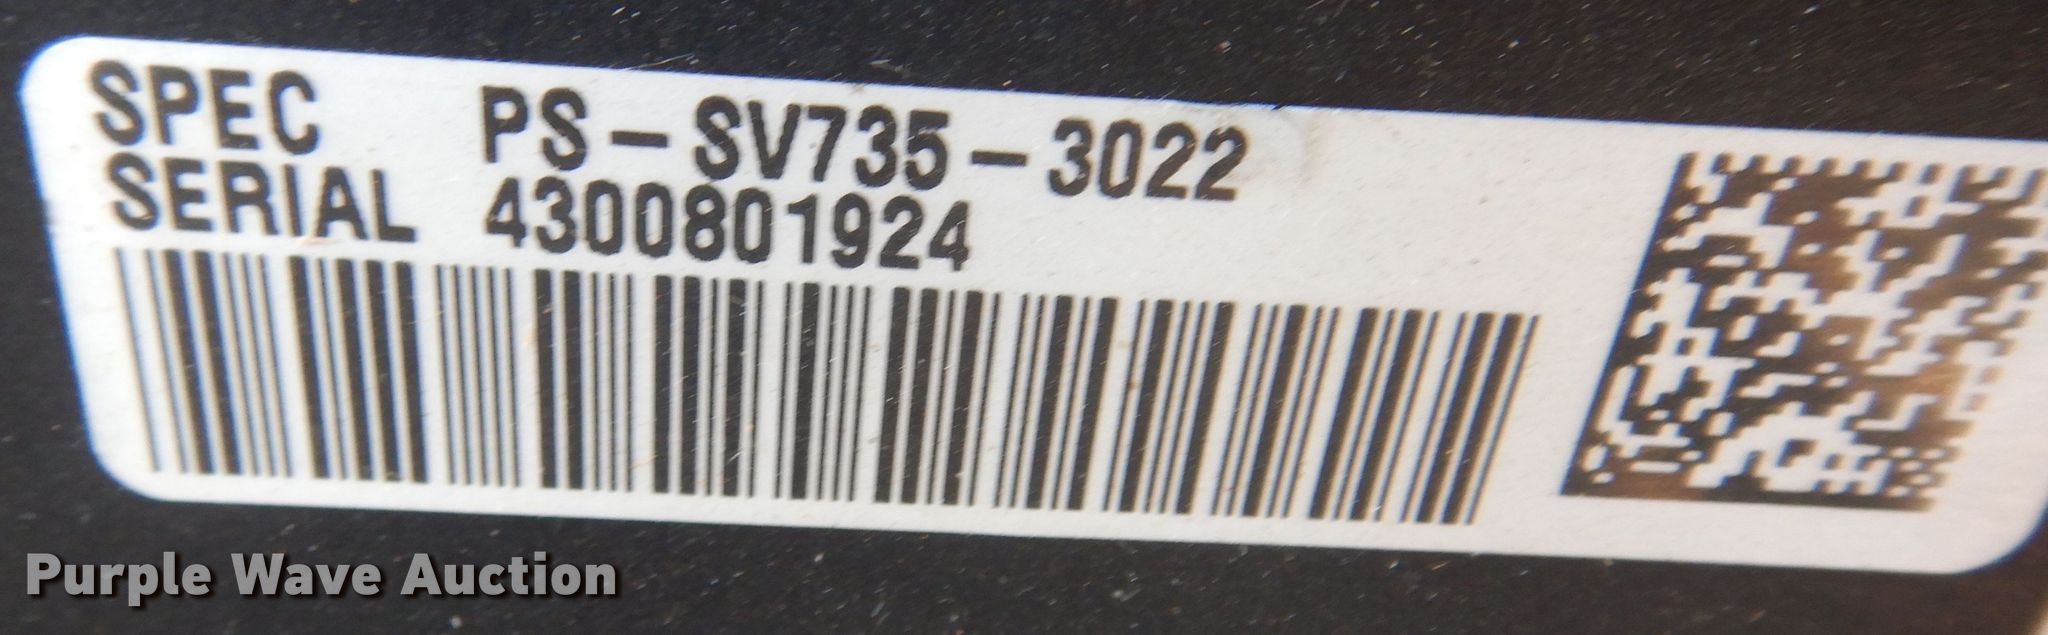 SPEC PS-SV735-3022
SERIAL 4300801924
Purple Wave Auction